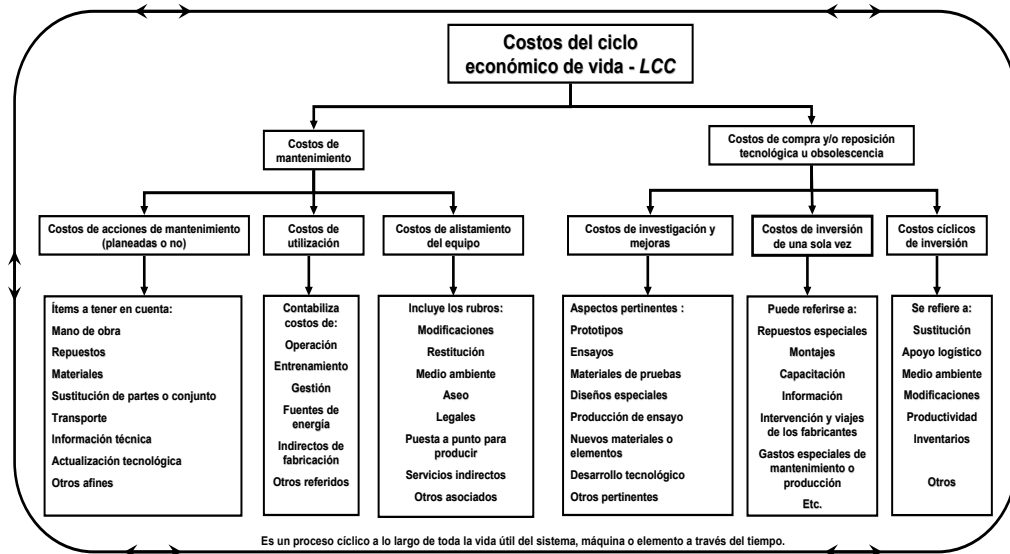 Costos del ciclo
económico de vida - LCC
Costos de
mantenimiento
Costos de compra y/o reposición
tecnológica u obsolescencia
Costos de acciones de mantenimiento
(planeadas o no)
Costos de
utilización
Costos de alistamiento
del equipo
Costos de investigación y
mejoras
Costos de inversión
de una sola vez
Costos cíclicos
de inversión
Ítems a tener en cuenta:
Mano de obra
Repuestos
Materiales
Sustitución de partes o conjunto
Transporte
Información técnica
Actualización tecnológica
Otros afines
Contabiliza
costos de:
Operación
Entrenamiento
Gestión
Fuentes de
energía
Indirectos de
fabricación
Otros referidos
Incluye los rubros:
Modificaciones
Restitución
Medio ambiente
Aseo
Legales
Puesta a punto para
producir
Servicios indirectos
Otros asociados
Aspectos pertinentes :
Prototipos
Ensayos
Materiales de pruebas
Diseños especiales
Producción de ensayo
Nuevos materiales o
elementos
Desarrollo tecnológico
Otros pertinentes
Puede referirse a:
Repuestos especiales
Montajes
Capacitación
Información
Intervención y viajes
de los fabricantes
Gastos especiales de
mantenimiento o
producción
Etc.
Se refiere a:
Sustitución
Apoyo logístico
Medio ambiente
Modificaciones
Productividad
Inventarios
Otros
Es un proceso cíclico a lo largo de toda la vida útil del sistema, máquina o elemento a través del tiempo.